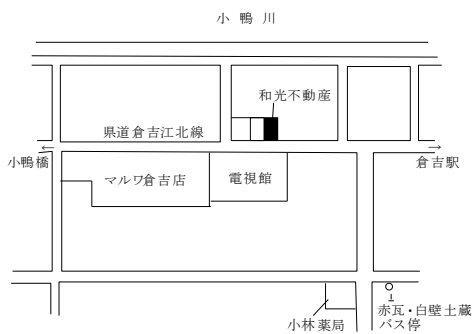 小鴨川
和光不動産
県道倉吉江北線
←
小鴨橋
→
倉吉駅
マルワ倉吉店
電視館
小林薬局
赤瓦・白壁土蔵
バス停